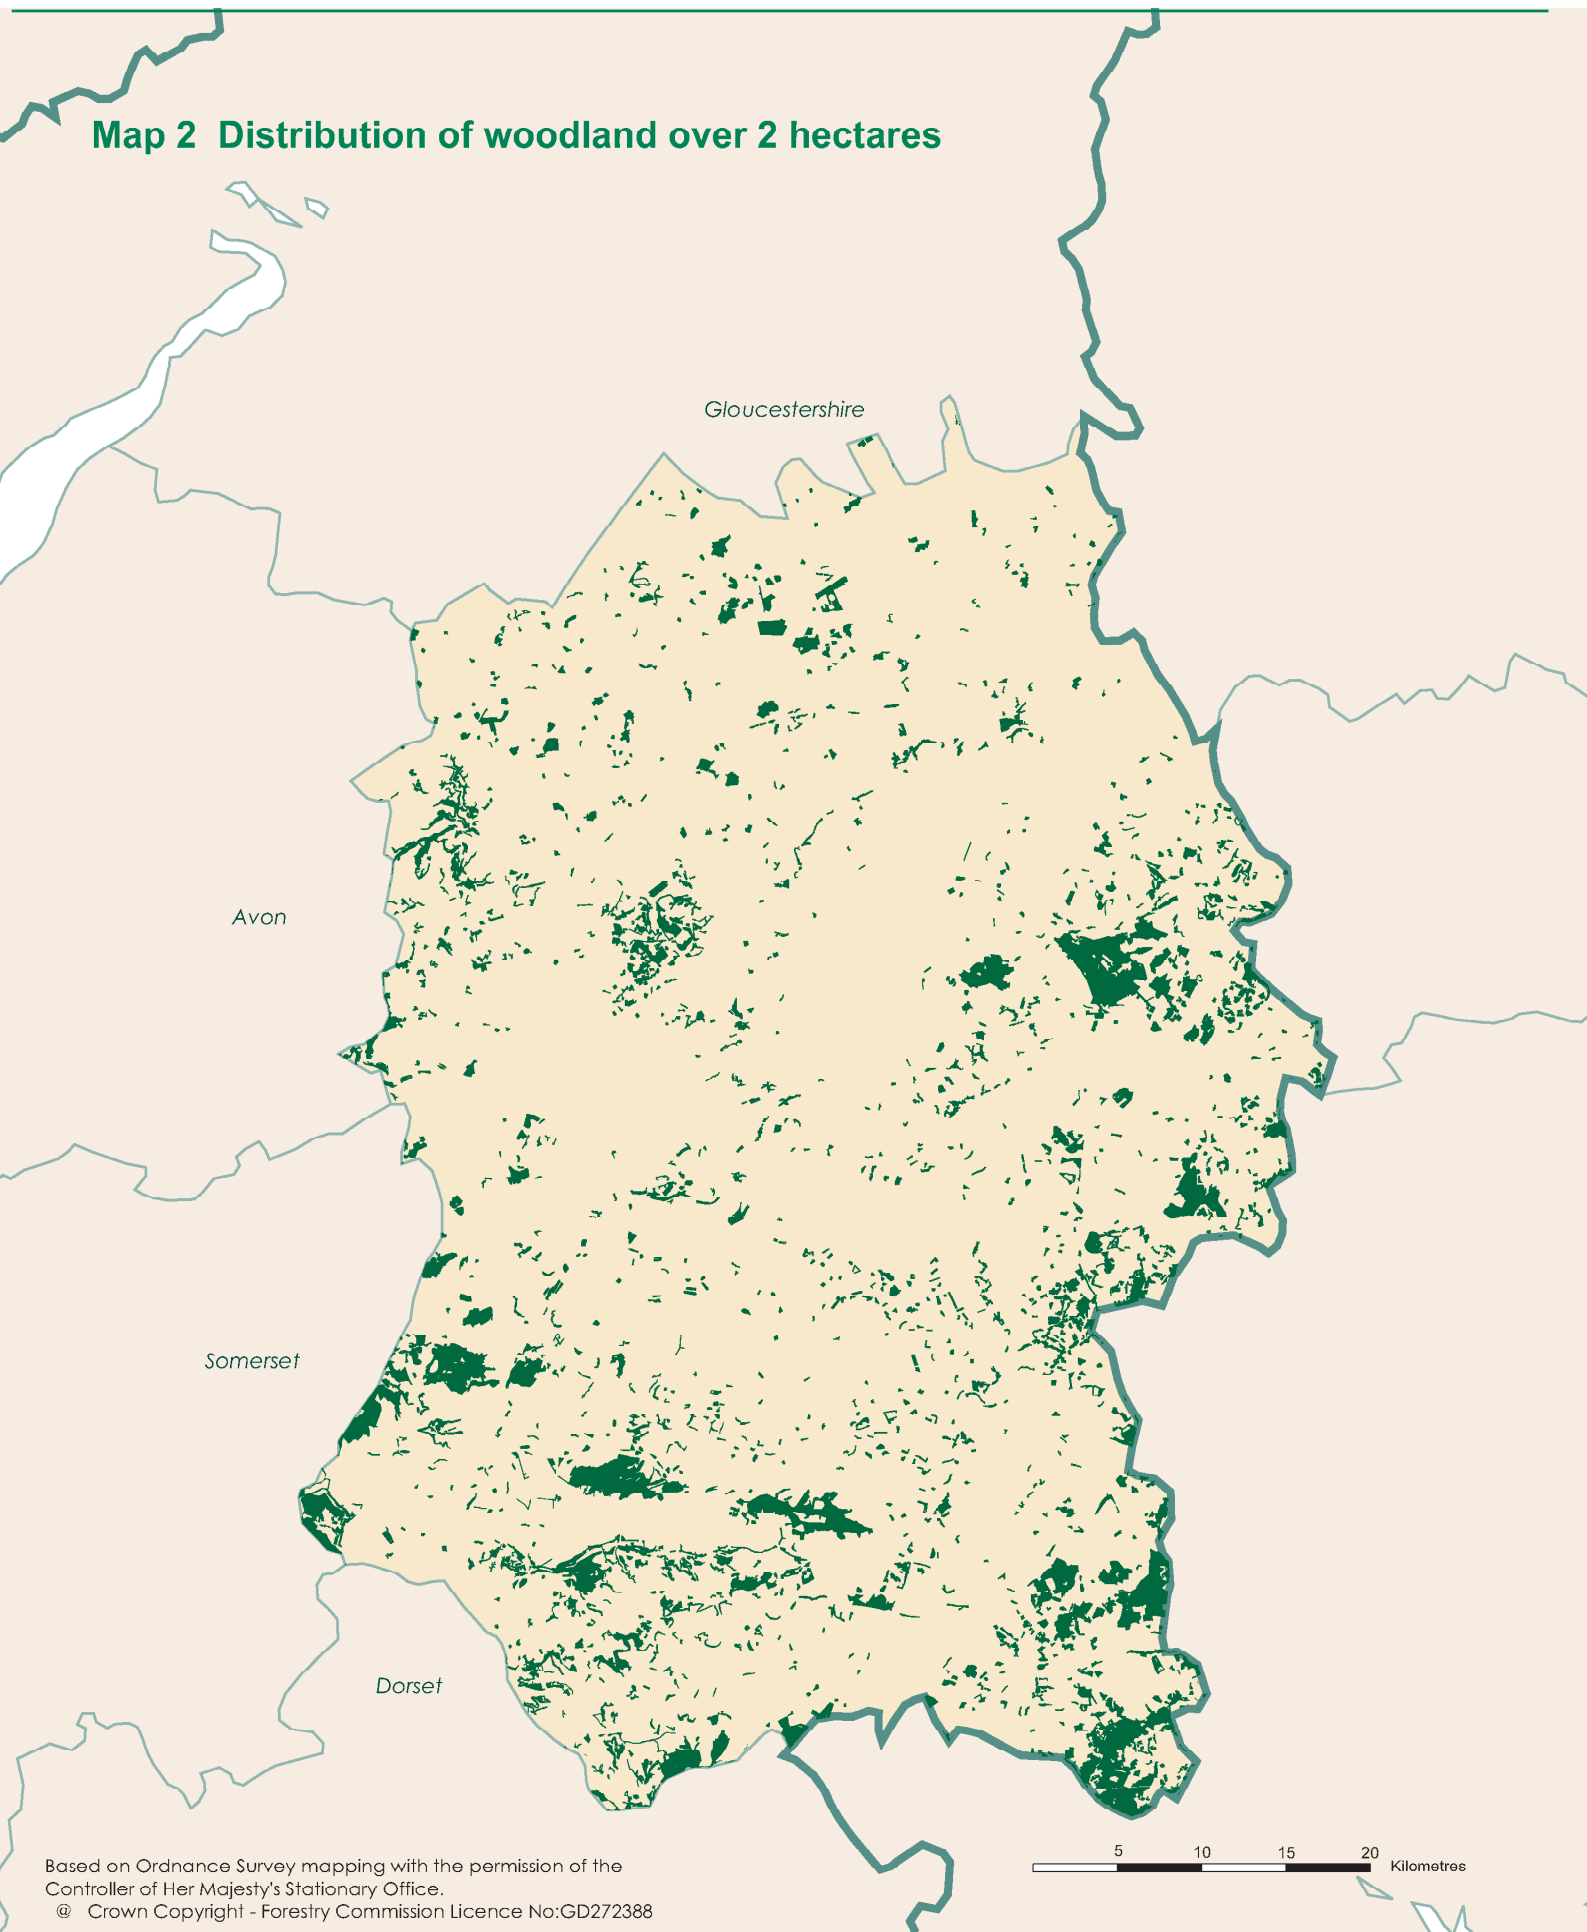 Map 2  Distribution of woodland over 2 hectares
Gloucestershire
Avon
Somerset
Dorset
5 10 15 20
Kilometres
Based on Ordnance Survey mapping with the permission of the
Controller of Her Majesty's Stationary Office.
@ Crown Copyright - Forestry Commission Licence No:GD272388